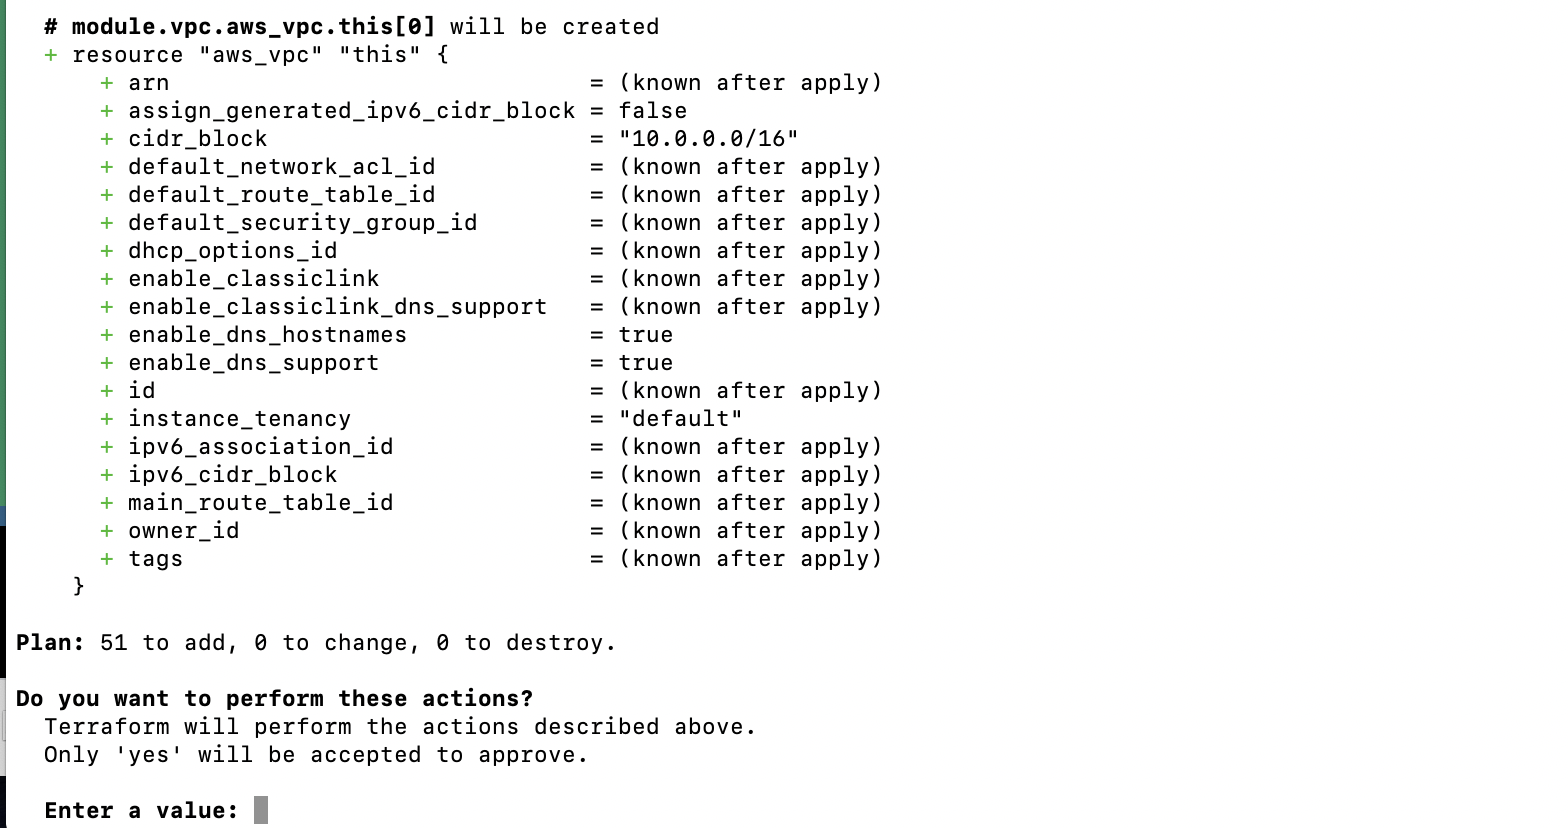 # module.vpc.aws_vpc.this[0] will be created
+ resource "aws_vpc" "this" {
+ arn = (known after apply)
+ assign_generated_ipv6_cidr_block = false
+ cidr_block = "10.0.0.0/16"
+ default_network_acl_id = (known after apply)
+ default_route_table_id = (known after apply)
+ default_security_group_id = (known after apply)
+ dhcp_options_id = (known after apply)
+ enable_classiclink = (known after apply)
+ enable_classiclink_dns_support = (known after apply)
+ enable_dns_hostnames = true
+ enable_dns_support = true
+ id = (known after apply)
+ instance_tenancy = "default"
+ ipv6_association_id = (known after apply)
+ ipv6_cidr_block = (known after apply)
+ main_route_table_id = (known after apply)
+ owner_id = (known after apply)
+ tags = (known after apply)
}
Plan: 51 to add, 0 to change, 0 to destroy.
Do you want to perform these actions?
Terraform will perform the actions described above.
Only 'yes' will be accepted to approve.
Enter a value: